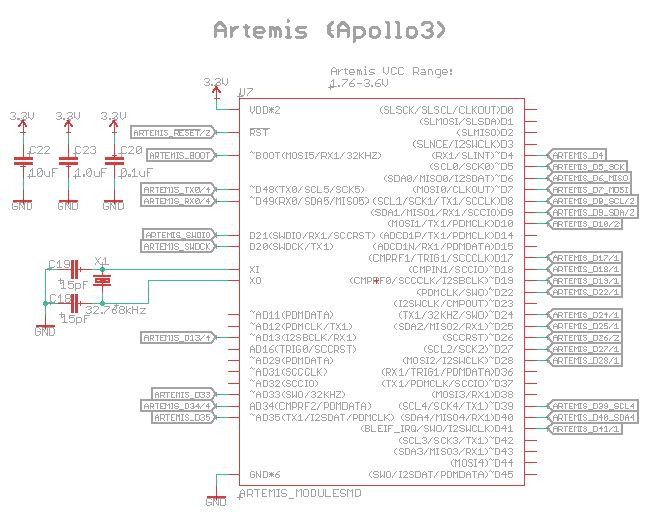 Artemis (Apollo3)
Artemis VCC Range:
1.76-3.6V
3.3V
U7
3.3V
3.3V
3.3V
C22
C23
C20
10uF
1.0uF
0.1uF
GND
GND
GND
ARTEMIS_RESET/2
ARTEMIS_BOOT
ARTEMIS_TX0/4
ARTEMIS_RX0/4
ARTEMIS_SWDIO
ARTEMIS_SWDCK
C19
15pF
X1
C18
15pF
32.768kHz
GND
ARTEMIS_D13/4
ARTEMIS_D33
ARTEMIS_D34/4
ARTEMIS_D35
GND
VDD*2
RST
~BOOT(MOSI5/RX1/32KHZ)
~D48(TX0/SCL5/SCK5)
~D49(RX0/SDA5/MISO5)
D21(SWDIO/RX1/SCCRST)
D20(SWDCK/TX1)
XI
XO
~AD11(PDMDATA)
~AD12(PDMCLK/TX1)
~AD13(I2SBCLK/RX1)
AD16(TRIG0/SCCRST)
~AD29(PDMDATA)
~AD31(SCCCLK)
~AD32(SCCIO)
~AD33(SWO/32KHZ)
AD34(CMPRF2/PDMDATA)
~AD35(TX1/I2SDAT/PDMCLK)
GND*6
(SLSCK/SLSCL/CLKOUT)D0
(SLMOSI/SLSDA)D1
(SLMISO)D2
(SLNCE/I2SWCLK)D3
(RX1/SLINT)~D4
(SCL0/SCK0)~D5
(SDA0/MISO0/I2SDAT)~D6
(MOSI0/CLKOUT)~D7
(SCL1/SCK1/TX1/SCCCLK)D8
(SDA1/MISO1/RX1/SCCIO)D9
(MOSI1/TX1/PDMCLK)~D10
(ADCD1P/TX1/PDMCLK)D14
(ADCD1N/RX1/PDMDATA)D15
(CMPRF1/TRIG1/SCCCLK)D17
(CMPIN1/SCCIO)~D18
(CMPRF0/SCCCLK/I2SBCLK)~D19
(PDMCLK/SWO)~D22
(I2SWCLK/CMPOUT)~D23
(TX1/32KHZ/SWO)~D24
(SDA2/MISO2/RX1)~D25
(SCCRST)~D26
(SCL2/SCK2)~D27
(MOSI2/I2SWCLK)~D28
(RX1/TRIG1/PDMDATA)D36
(TX1/PDMCLK/SCCIO)~D37
(MOSI3/RX1)D38
(SCL4/SCK4/TX1)~D39
(SDA4/MISO4/RX1)D40
(BLEIF_IRQ/SWO/I2SWCLK)D41
(SCL3/SCK3/TX1)~D42
(SDA3/MISO3/RX1)~D43
(MOSI4)~D44
(SWO/I2SDAT/PDMCLK)~D45
ARTEMIS_D4
ARTEMIS_D5_SCK
ARTEMIS_D6_MISO
ARTEMIS_D7_MOSI
ARTEMIS_D8_SCL/2
ARTEMIS_D9_SDA/2
ARTEMIS_D10/2
ARTEMIS_D17/1
ARTEMIS_D18/1
ARTEMIS_D19/1
ARTEMIS_D22/1
ARTEMIS_D24/1
ARTEMIS_D25/1
ARTEMIS_D26/2
ARTEMIS_D27/1
ARTEMIS_D28/1
ARTEMIS_D39_SCL4
ARTEMIS_D40_SDA4
ARTEMIS_D41/1
ARTEMIS_MODULESMD